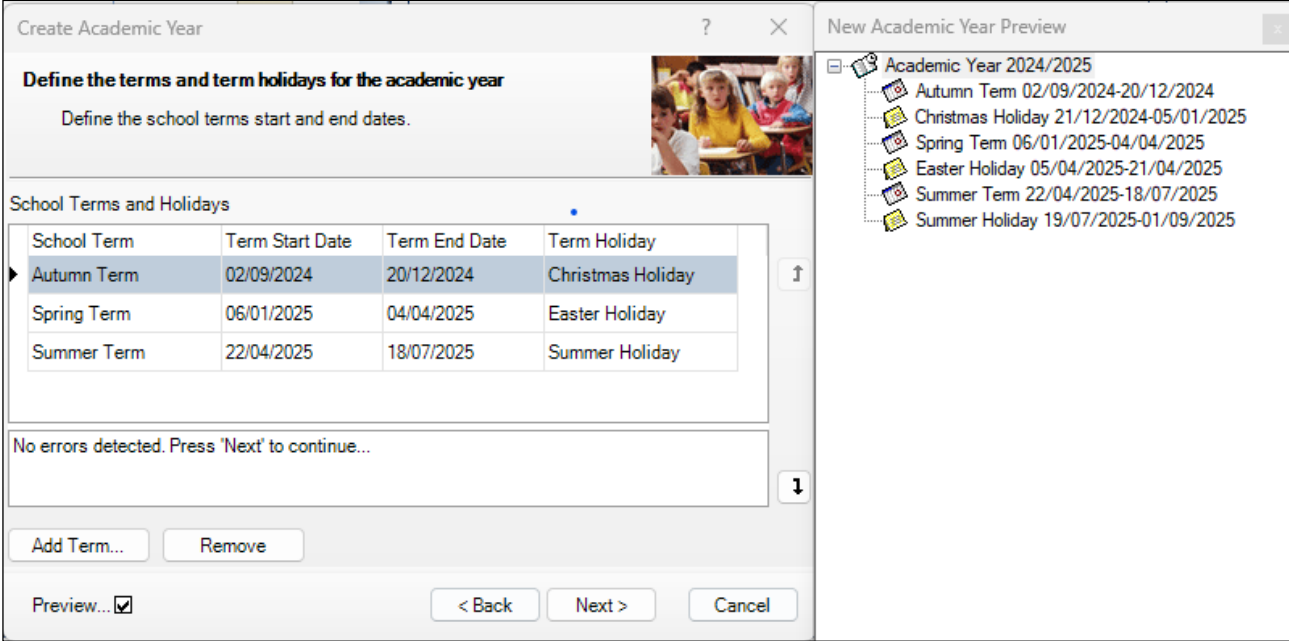 Create Academic Year ?
Define the terms and term holidays for the academic year
Define the school terms start and end dates.
School Terms and Holidays
School Term Term Start Date Term End Date Term Holiday
Autumn Term 02/09/2024 20/12/2024 Christmas Holiday
Spring Term 06/01/2025 04/04/2025 Easter Holiday
Summer Term 22/04/2025 18/07/2025 Summer Holiday
No errors detected. Press 'Next' to continue...
Add Term... Remove
Preview... < Back Next > Cancel
New Academic Year Preview x
Academic Year 2024/2025
Autumn Term 02/09/2024-20/12/2024
Christmas Holiday 21/12/2024-05/01/2025
Spring Term 06/01/2025-04/04/2025
Easter Holiday 05/04/2025-21/04/2025
Summer Term 22/04/2025-18/07/2025
Summer Holiday 19/07/2025-01/09/2025